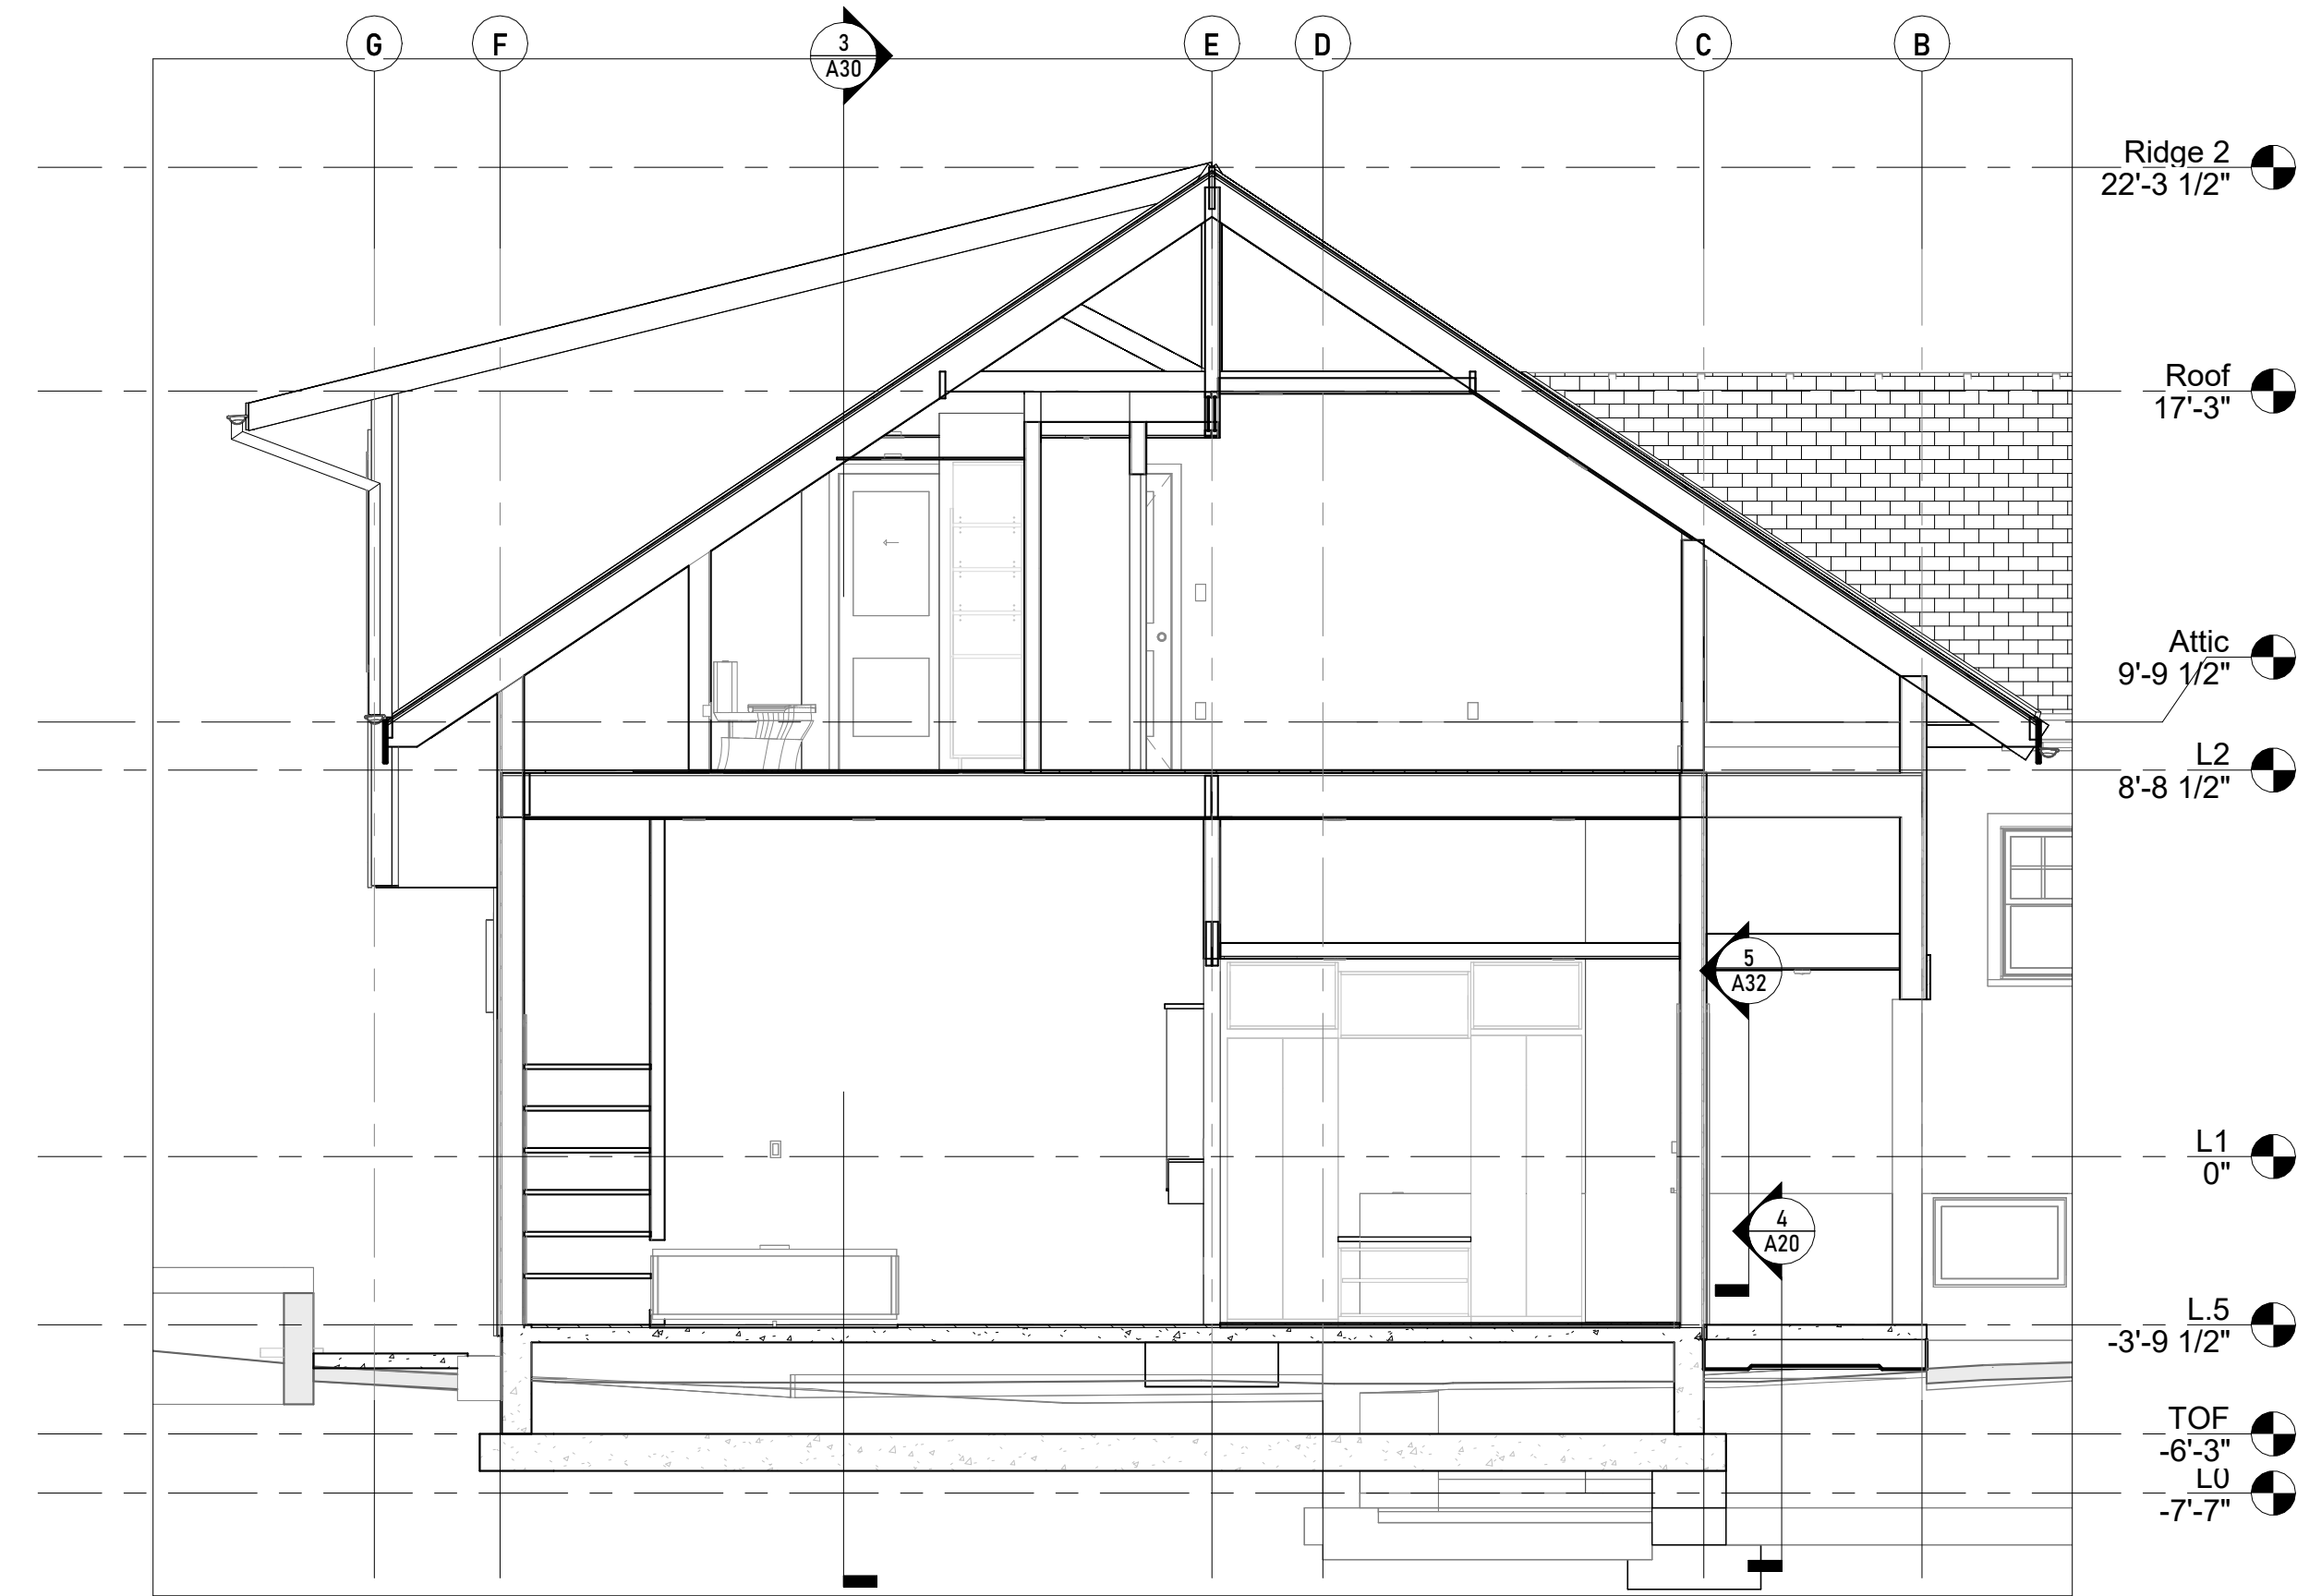 G
F
3
A30
E
D
C
B
Ridge 2
22'-3 1/2"
Roof
17'-3"
Attic
9'-9 1/2"
L2
8'-8 1/2"
5
A32
L1
0"
4
A20
L.5
-3'-9 1/2"
TOF
-6'-3"
L0
-7'-7"